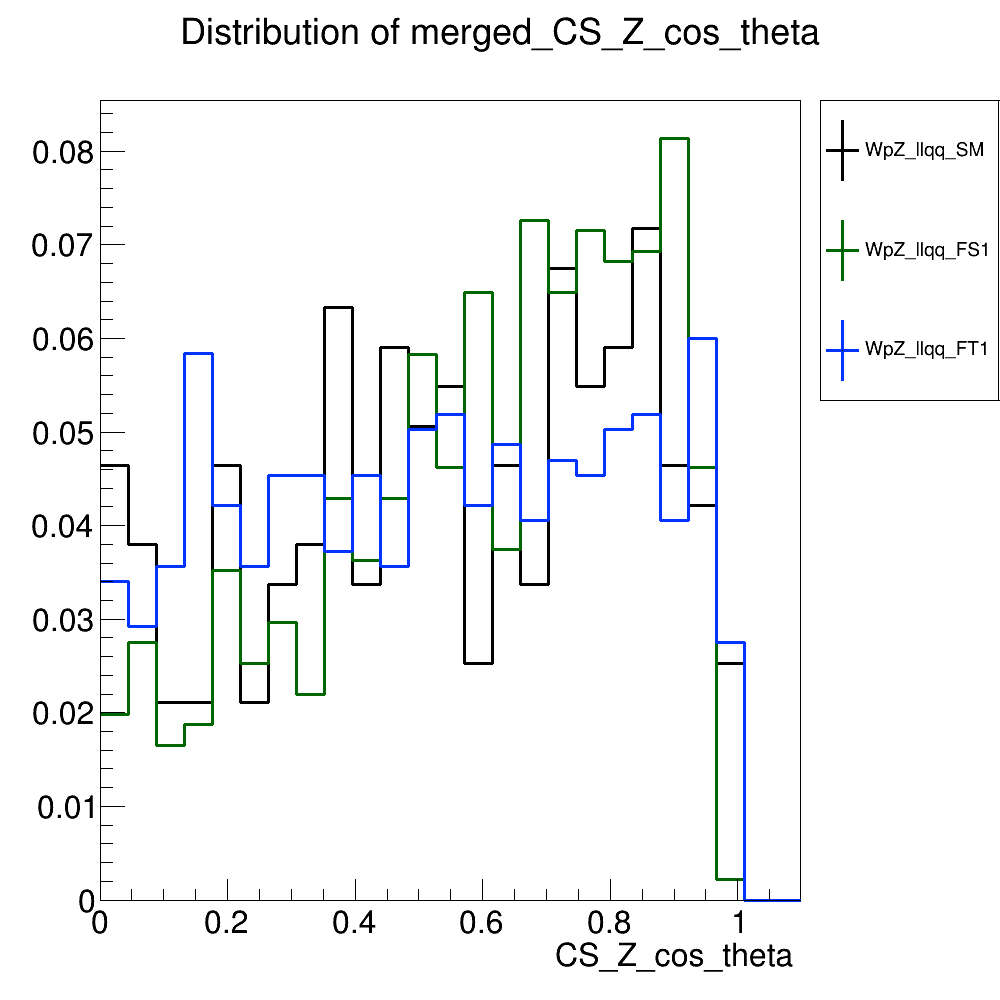 Distribution of merged_CS_Z_cos_theta
WpZ_llqq_SM
WpZ_llqq_FS1
WpZ_llqq_FT1
0.08
0.07
0.06
0.05
0.04
0.03
0.02
0.01
0
0 0.2 0.4 0.6 0.8 1
CS_Z_cos_theta